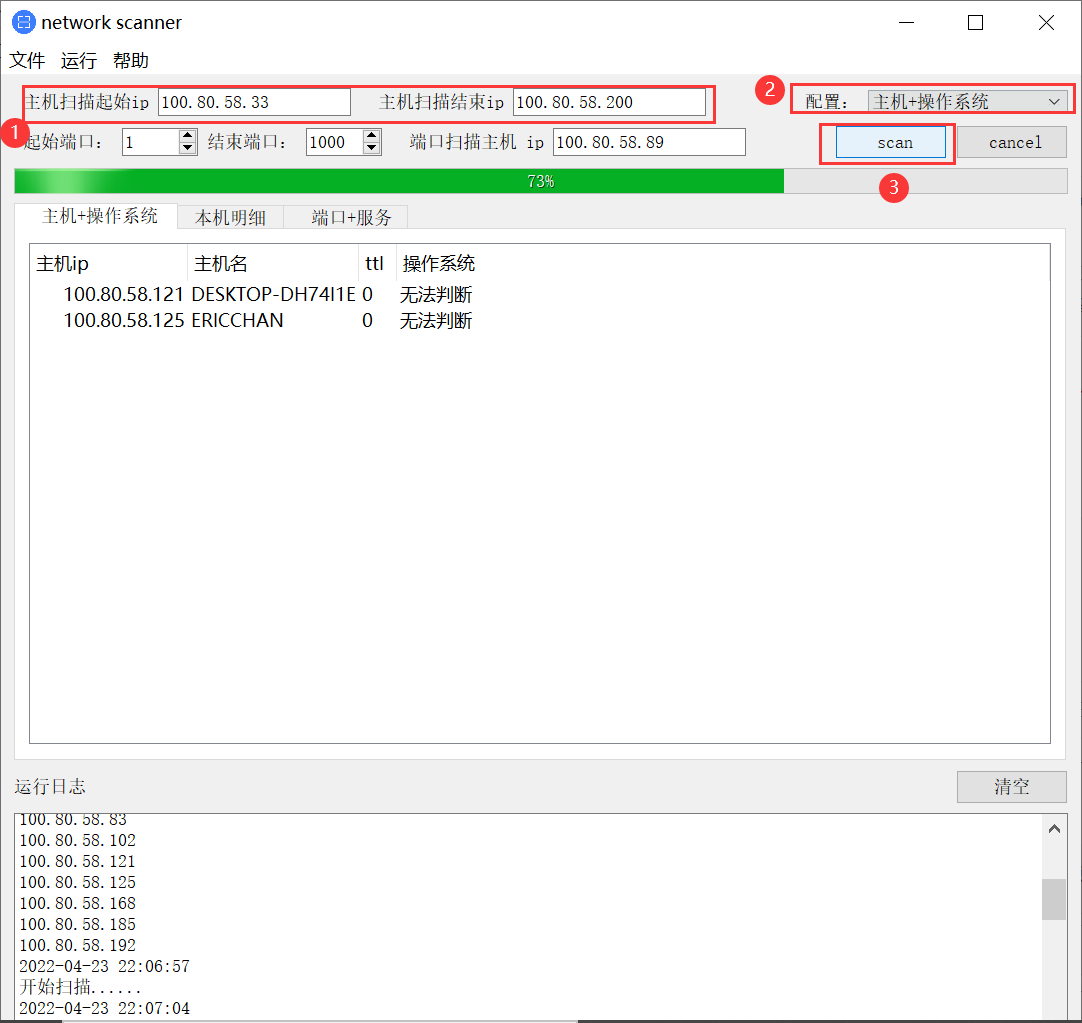 network scanner
文件 运行 帮助
主机扫描起始ip 100.80.58.33 主机扫描结束ip 100.80.58.200 2 配置： 主机+操作系统
1 起始端口： 1 结束端口： 1000 端口扫描主机 ip 100.80.58.89 scan cancel
73% 3
主机+操作系统 本机明细 端口+服务
主机ip 主机名 ttl 操作系统
100.80.58.121 DESKTOP-DH74I1E 0 无法判断
100.80.58.125 ERICCHAN 0 无法判断
运行日志 清空
100.80.58.83
100.80.58.102
100.80.58.121
100.80.58.125
100.80.58.168
100.80.58.185
100.80.58.192
2022-04-23 22:06:57
开始扫描......
2022-04-23 22:07:04